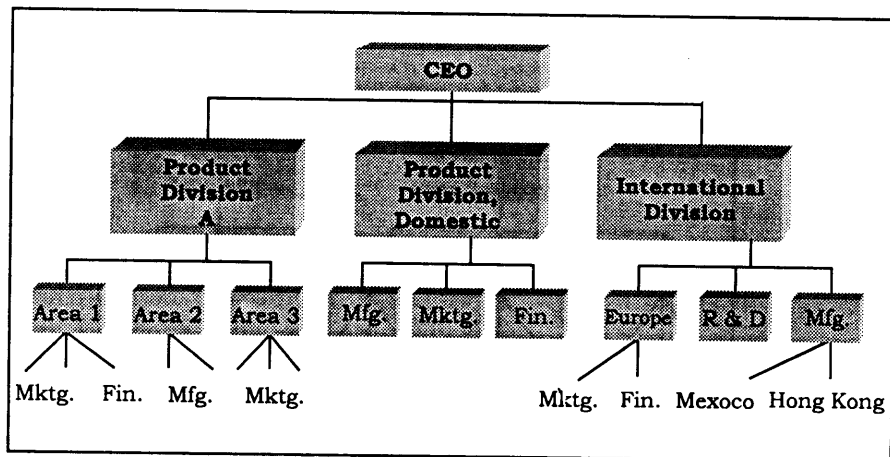 CEO
Product
Division
A
Product
Division,
Domestic
International
Division
Area 1
Area 2
Area 3
Mfg.
Mktg.
Fin.
Europe
R & D
Mfg.
Mktg.
Fin.
Mfg.
Mktg.
Mktg.
Fin.
Mexoco
Hong Kong